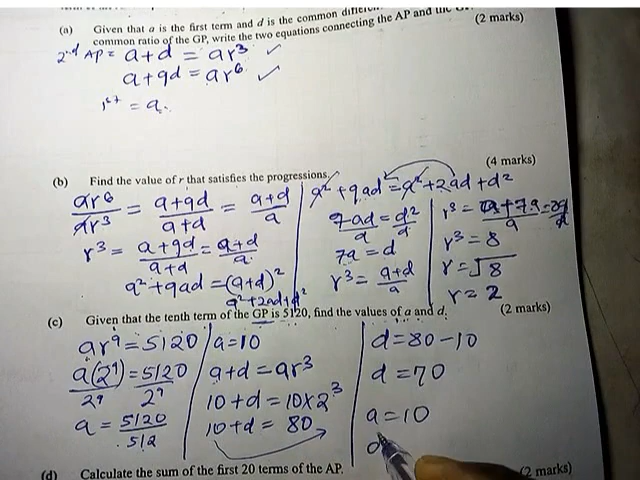 (a) Given that a is the first term and d is the common
common ratio of the GP, write the two equations connecting the AP and the
(2 marks)
2nd AP = a+d = ar³ ✓
a+9d = ar⁶ ✓
1st = a.
(b) Find the value of r that satisfies the progressions.
(4 marks)
ar⁶/ar³ = a+9d/a+d = a+d/a
r³ = a+9d/a+d = a+d/a
a²+9ad = (a+d)²
a²+2ad+d²
a²+9ad = a²+2ad+d²
7ad/a = d²/d
7a = d
r³ = a+d/a
r³ = 8
r = √8
r = 2
(c) Given that the tenth term of the GP is 5120, find the values of a and d.
(2 marks)
ar⁹ = 5120
a(2⁹)/2⁹ = 5120/2⁹
a = 5120/512
a = 10
a+d = ar³
10+d = 10×2³
10+d = 80
d = 80-10
d = 70
a = 10
(d) Calculate the sum of the first 20 terms of the AP.
(2 marks)